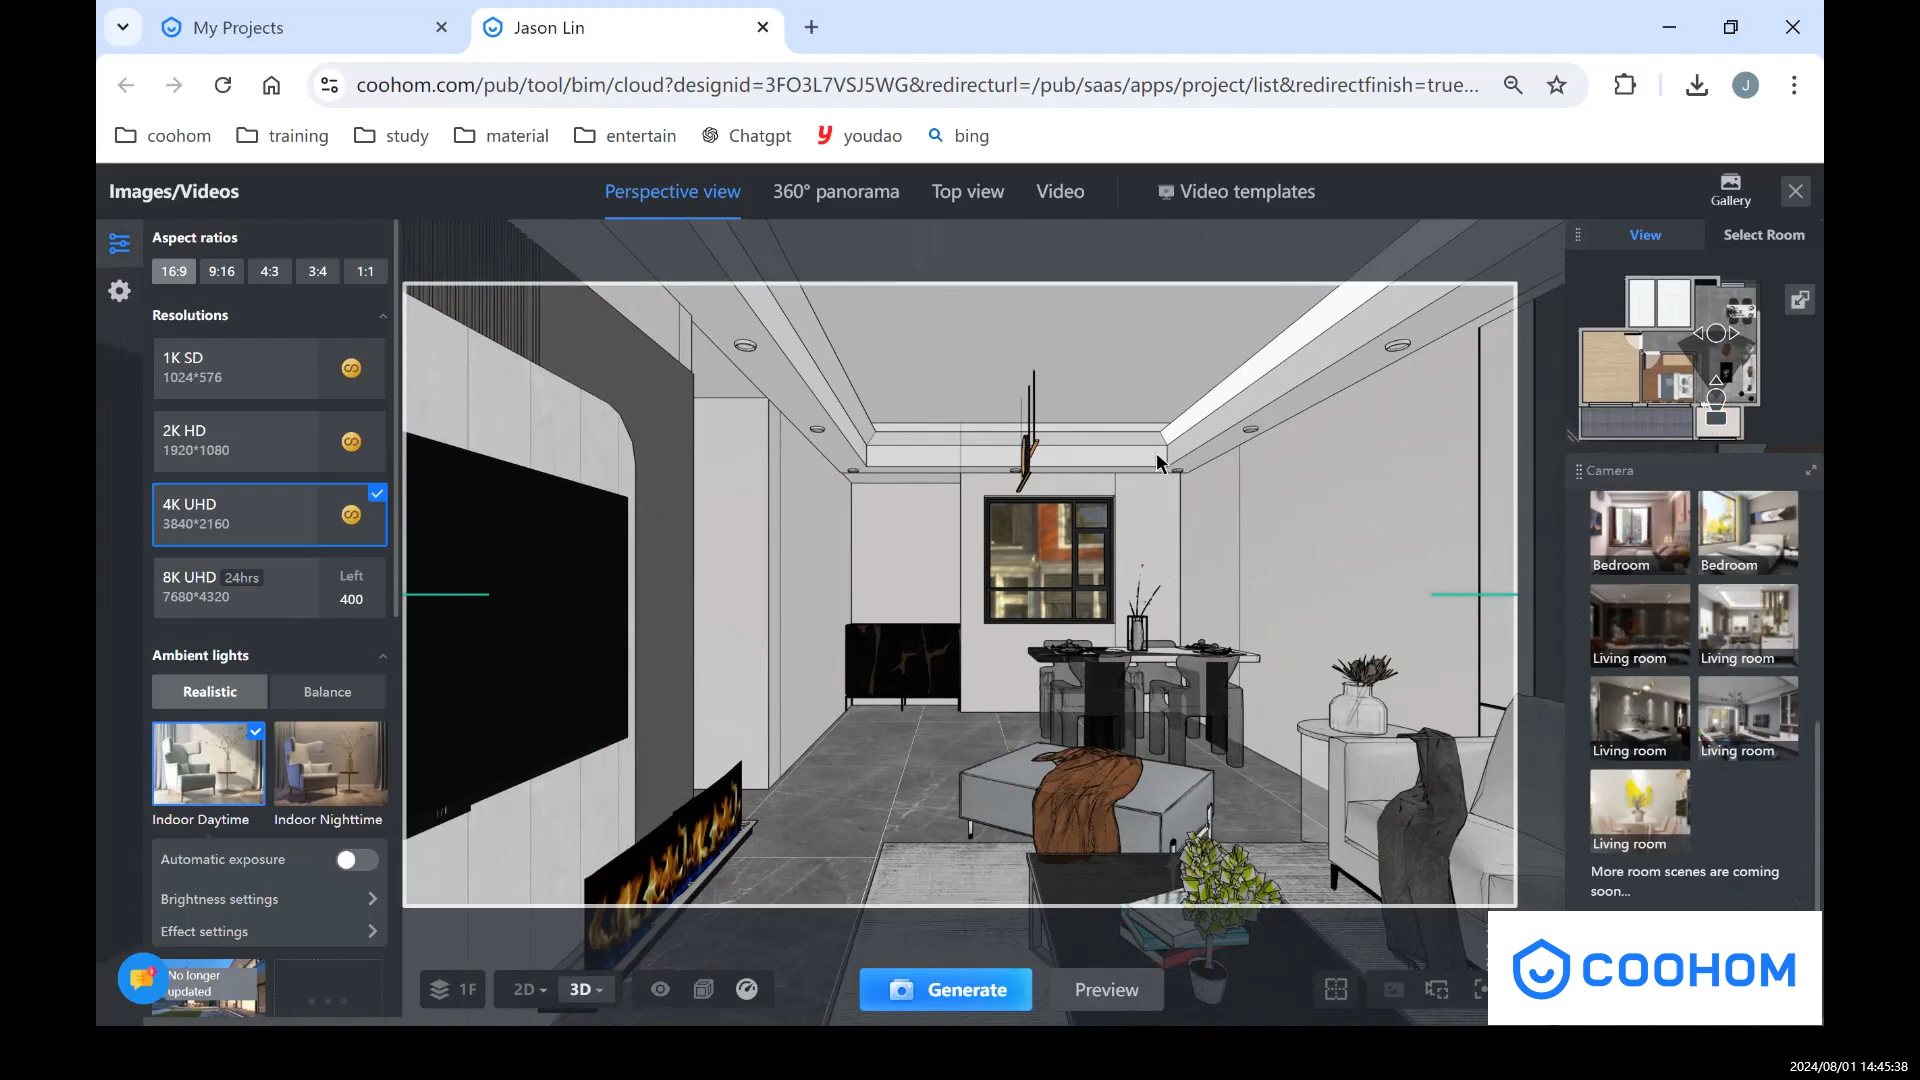 My Projects
Jason Lin
coohom.com/pub/tool/bim/cloud?designid=3FO3L7VSJ5WG&redirecturl=/pub/saas/apps/project/list&redirectfinish=true...
J
coohom
training
study
material
entertain
Chatgpt
youdao
bing
Images/Videos
Perspective view
360° panorama
Top view
Video
Video templates
Gallery
Aspect ratios
16:9
9:16
4:3
3:4
1:1
Resolutions
1K SD
1024*576
2K HD
1920*1080
4K UHD
3840*2160
8K UHD 24hrs
7680*4320
Left
400
Ambient lights
Realistic
Balance
Indoor Daytime
Indoor Nighttime
Automatic exposure
Brightness settings
Effect settings
No longer
updated
1F
2D
3D
Generate
Preview
View
Select Room
Camera
Bedroom
Bedroom
Living room
Living room
Living room
Living room
Living room
More room scenes are coming
soon...
COOHOM
2024/08/01 14:45:38